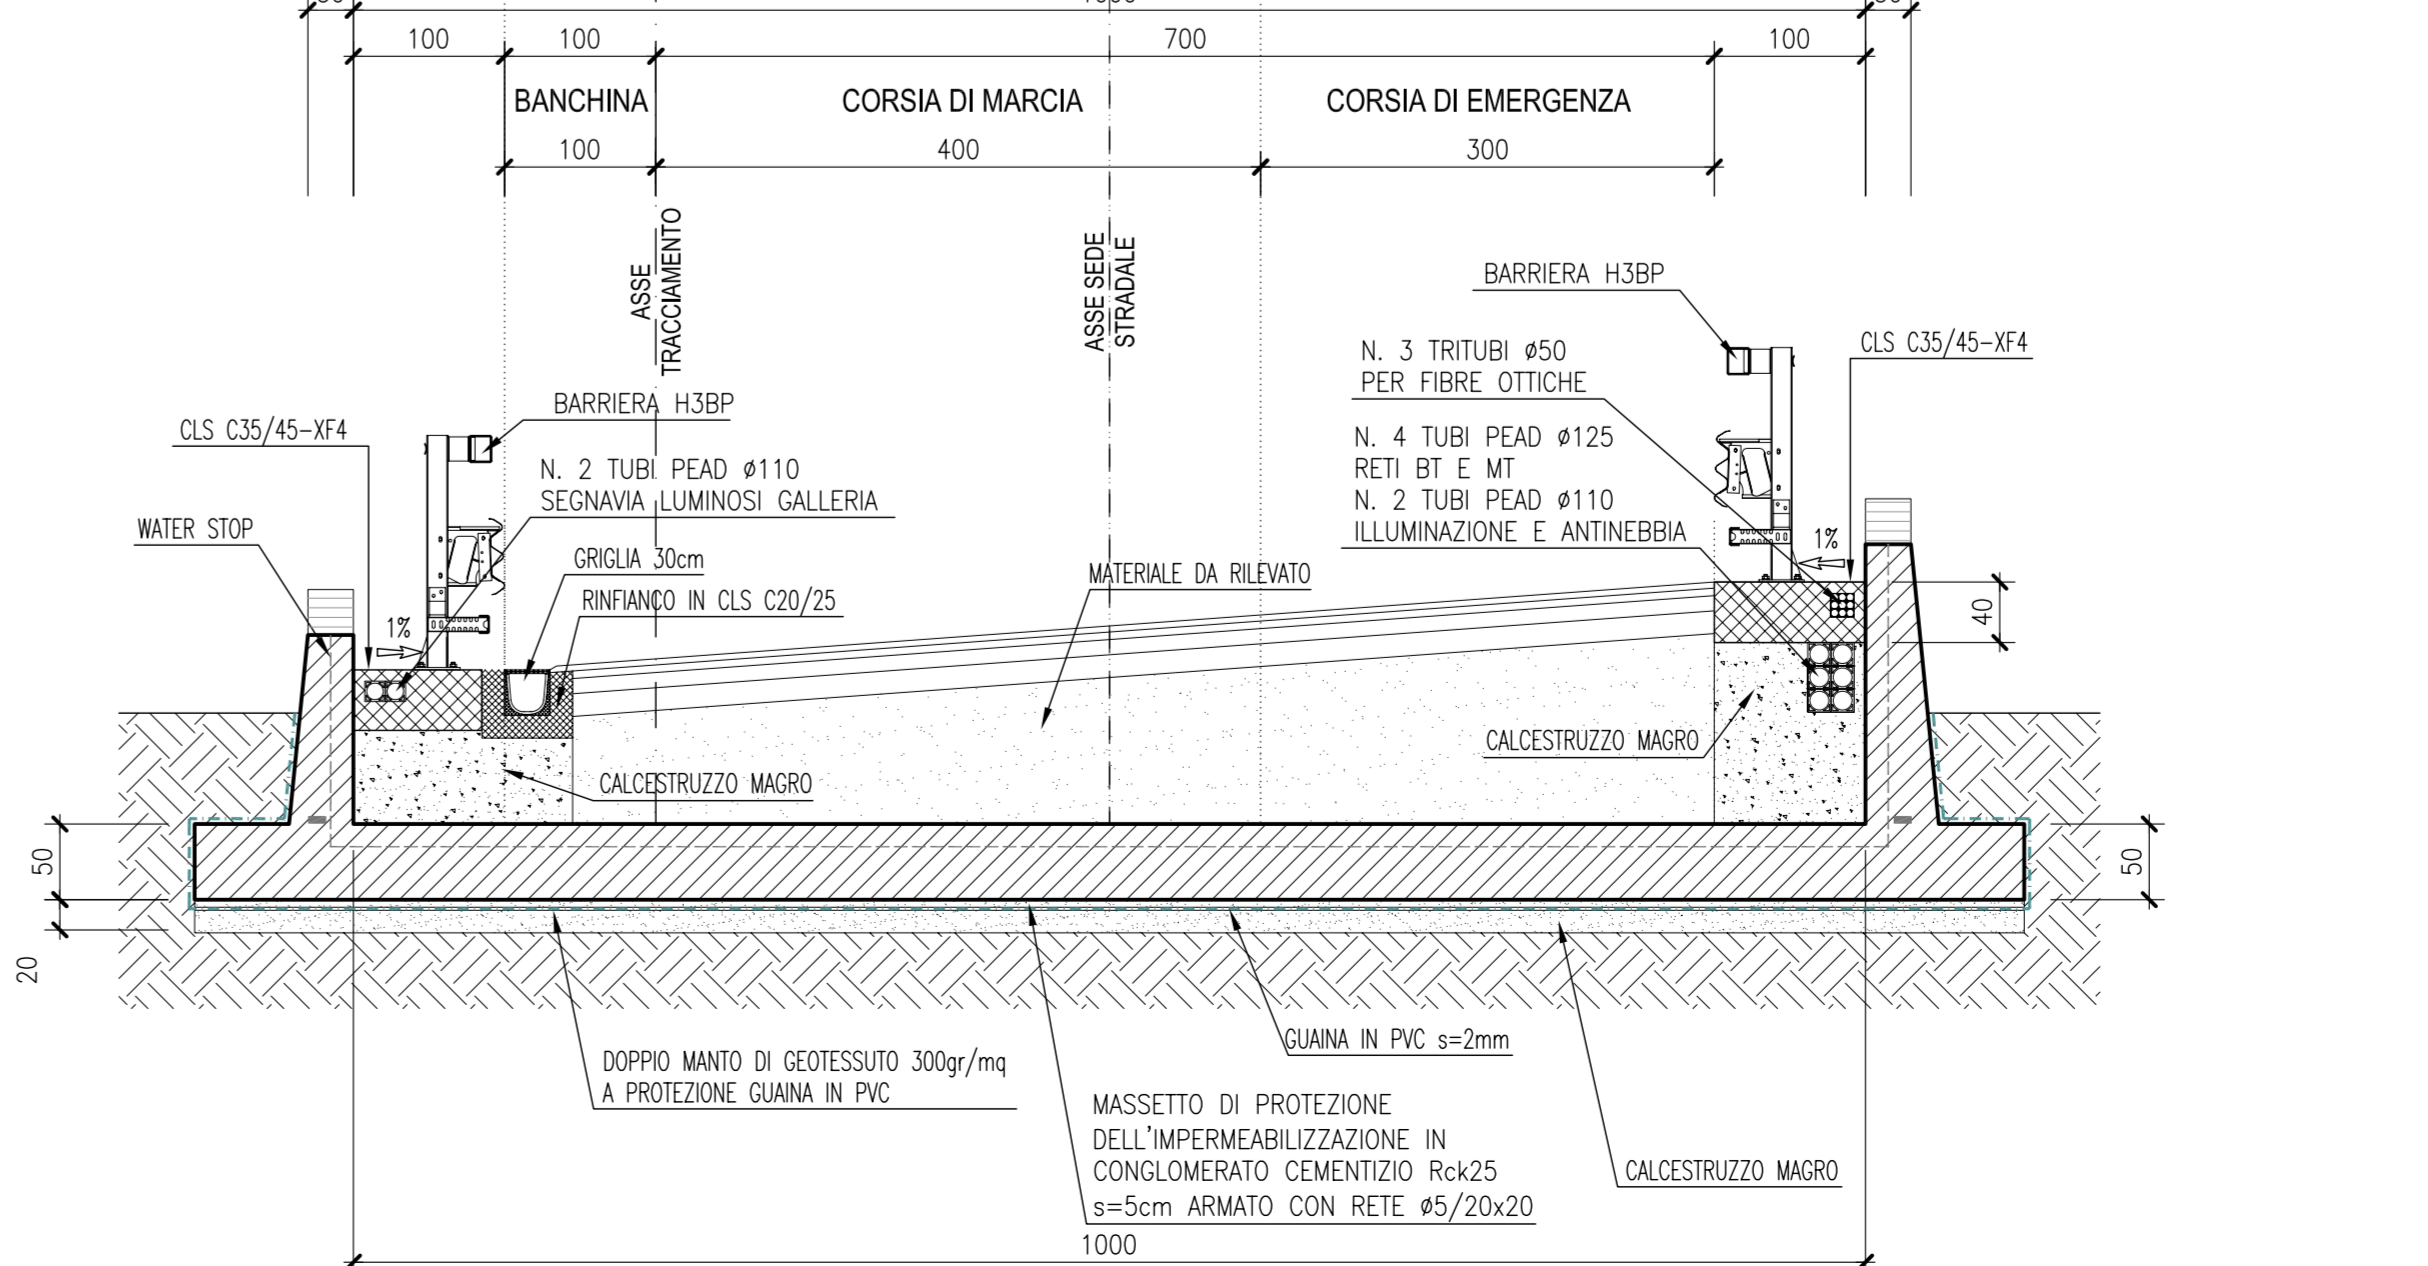 100 100 700 100
BANCHINA CORSIA DI MARCIA CORSIA DI EMERGENZA
100 400 300
ASSE
TRACCIAMENTO
ASSE SEDE
STRADALE
BARRIERA H3BP
N. 3 TRITUBI ø50
PER FIBRE OTTICHE
CLS C35/45-XF4
BARRIERA H3BP
CLS C35/45-XF4
N. 4 TUBI PEAD ø125
RETI BT E MT
N. 2 TUBI PEAD ø110
ILLUMINAZIONE E ANTINEBBIA
N. 2 TUBI PEAD ø110
SEGNAVIA LUMINOSI GALLERIA
WATER STOP
GRIGLIA 30cm
RINFIANCO IN CLS C20/25
MATERIALE DA RILEVATO
1%
1%
40
CALCESTRUZZO MAGRO
CALCESTRUZZO MAGRO
50
50
20
DOPPIO MANTO DI GEOTESSUTO 300gr/mq
A PROTEZIONE GUAINA IN PVC
GUAINA IN PVC s=2mm
MASSETTO DI PROTEZIONE
DELL'IMPERMEABILIZZAZIONE IN
CONGLOMERATO CEMENTIZIO Rck25
s=5cm ARMATO CON RETE ø5/20x20
CALCESTRUZZO MAGRO
1000